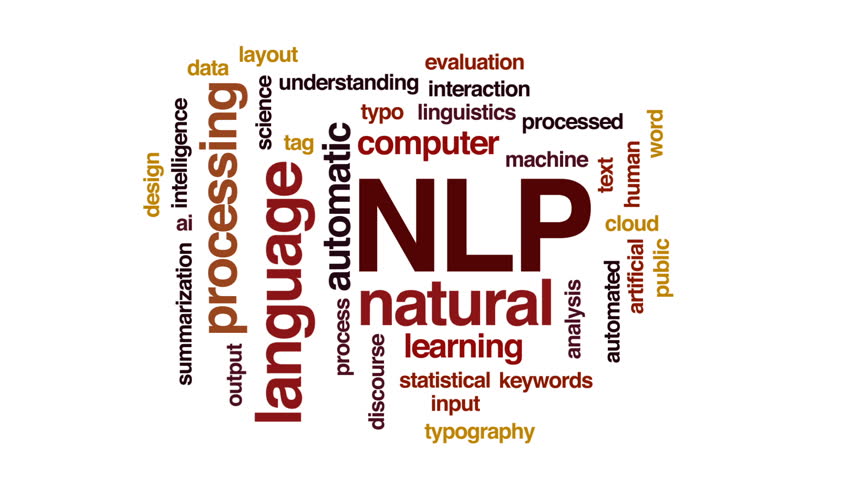 layout
data
evaluation
understanding
interaction
science
processing
intelligence
typo
linguistics
processed
word
tag
automatic
computer
machine
text
human
design
language
NLP
ai
cloud
artificial
public
summarization
automated
natural
analysis
process
output
discourse
learning
statistical
keywords
input
typography